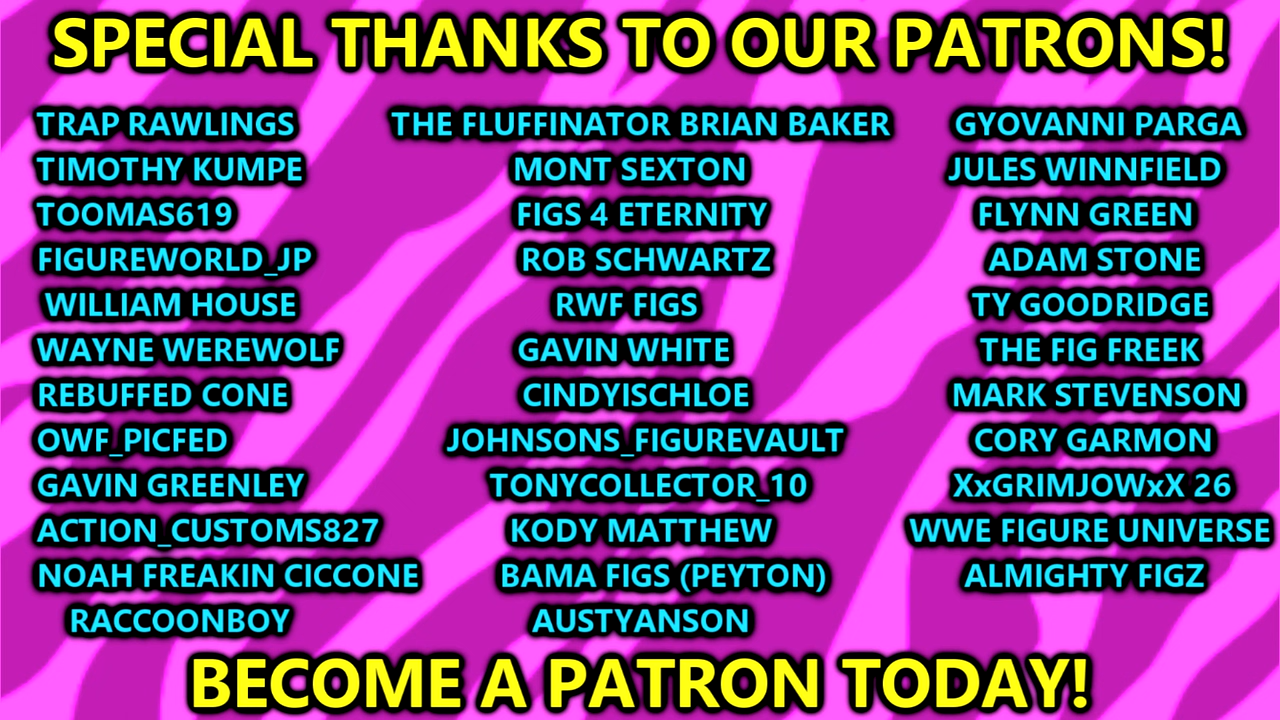 SPECIAL THANKS TO OUR PATRONS!
TRAP RAWLINGS
TIMOTHY KUMPE
TOOMAS619
FIGUREWORLD_JP
WILLIAM HOUSE
WAYNE WEREWOLF
REBUFFED CONE
OWF_PICFED
GAVIN GREENLEY
ACTION_CUSTOMS827
NOAH FREAKIN CICCONE
RACCOONBOY
THE FLUFFINATOR BRIAN BAKER
MONT SEXTON
FIGS 4 ETERNITY
ROB SCHWARTZ
RWF FIGS
GAVIN WHITE
CINDYISCHLOE
JOHNSONS_FIGUREVAULT
TONYCOLLECTOR_10
KODY MATTHEW
BAMA FIGS (PEYTON)
AUSTYANSON
GYOVANNI PARGA
JULES WINNFIELD
FLYNN GREEN
ADAM STONE
TY GOODRIDGE
THE FIG FREEK
MARK STEVENSON
CORY GARMON
XxGRIMJOWxX 26
WWE FIGURE UNIVERSE
ALMIGHTY FIGZ
BECOME A PATRON TODAY!